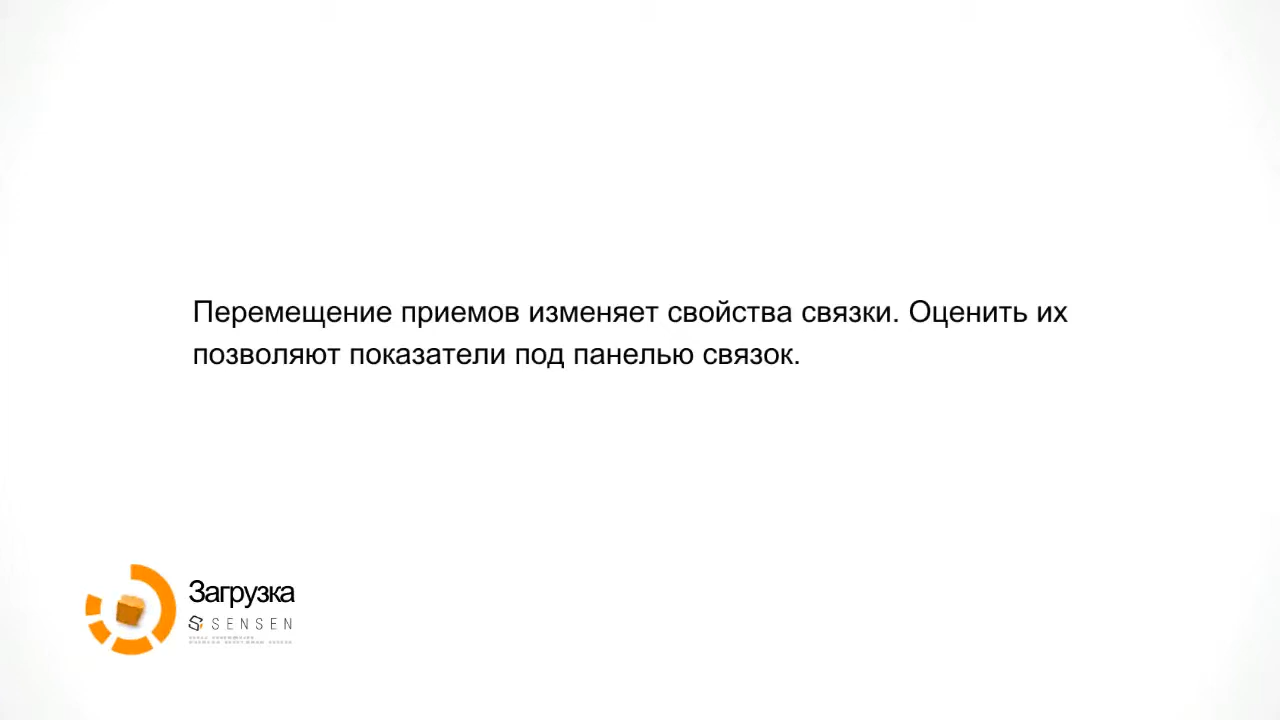 Перемещение приемов изменяет свойства связки. Оценить их
позволяют показатели под панелью связок.
Загрузка
SENSEN